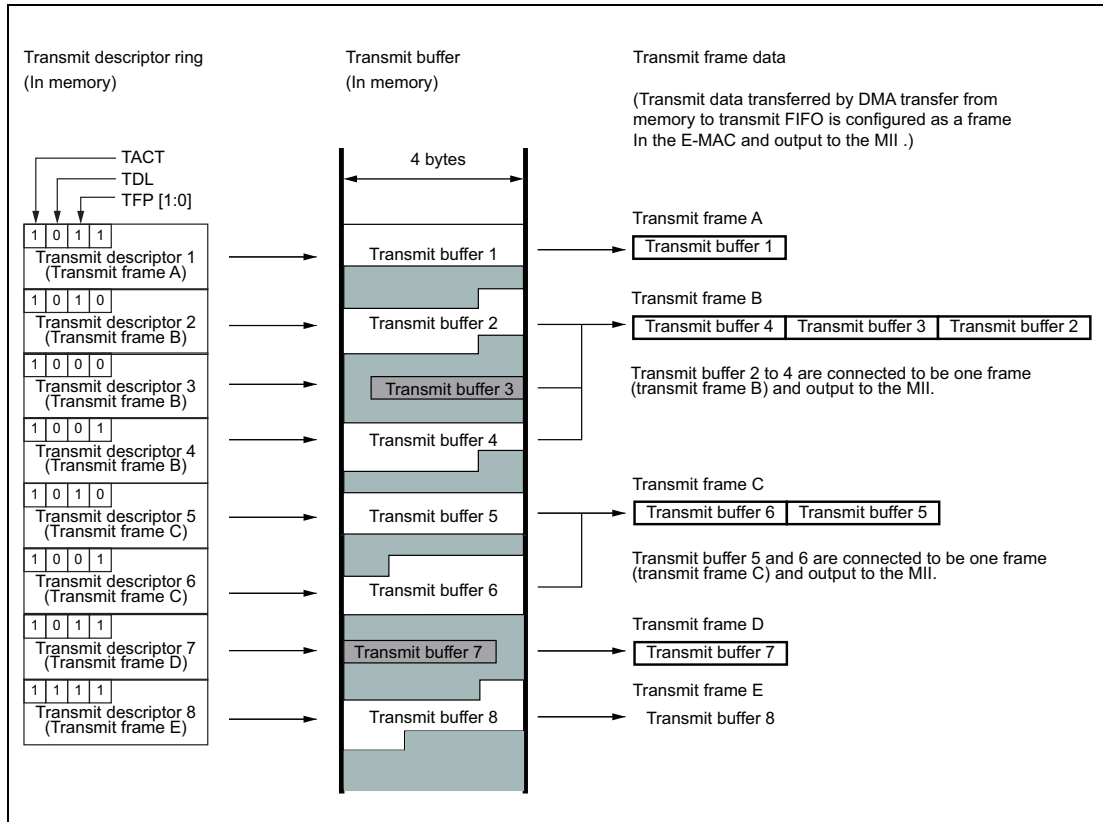 Transmit descriptor ring
(In memory)
TACT
TDL
TFP [1:0]
1 0 1 1
Transmit descriptor 1
(Transmit frame A)
1 0 1 0
Transmit descriptor 2
(Transmit frame B)
1 0 0 0
Transmit descriptor 3
(Transmit frame B)
1 0 0 1
Transmit descriptor 4
(Transmit frame B)
1 0 1 0
Transmit descriptor 5
(Transmit frame C)
1 0 0 1
Transmit descriptor 6
(Transmit frame C)
1 0 1 1
Transmit descriptor 7
(Transmit frame D)
1 1 1 1
Transmit descriptor 8
(Transmit frame E)
Transmit buffer
(In memory)
4 bytes
Transmit buffer 1
Transmit buffer 2
Transmit buffer 3
Transmit buffer 4
Transmit buffer 5
Transmit buffer 6
Transmit buffer 7
Transmit buffer 8
Transmit frame data
(Transmit data transferred by DMA transfer from
memory to transmit FIFO is configured as a frame
In the E-MAC and output to the MII .)
Transmit frame A
Transmit buffer 1
Transmit frame B
Transmit buffer 4 Transmit buffer 3 Transmit buffer 2
Transmit buffer 2 to 4 are connected to be one frame
(transmit frame B) and output to the MII.
Transmit frame C
Transmit buffer 6 Transmit buffer 5
Transmit buffer 5 and 6 are connected to be one frame
(transmit frame C) and output to the MII.
Transmit frame D
Transmit buffer 7
Transmit frame E
Transmit buffer 8